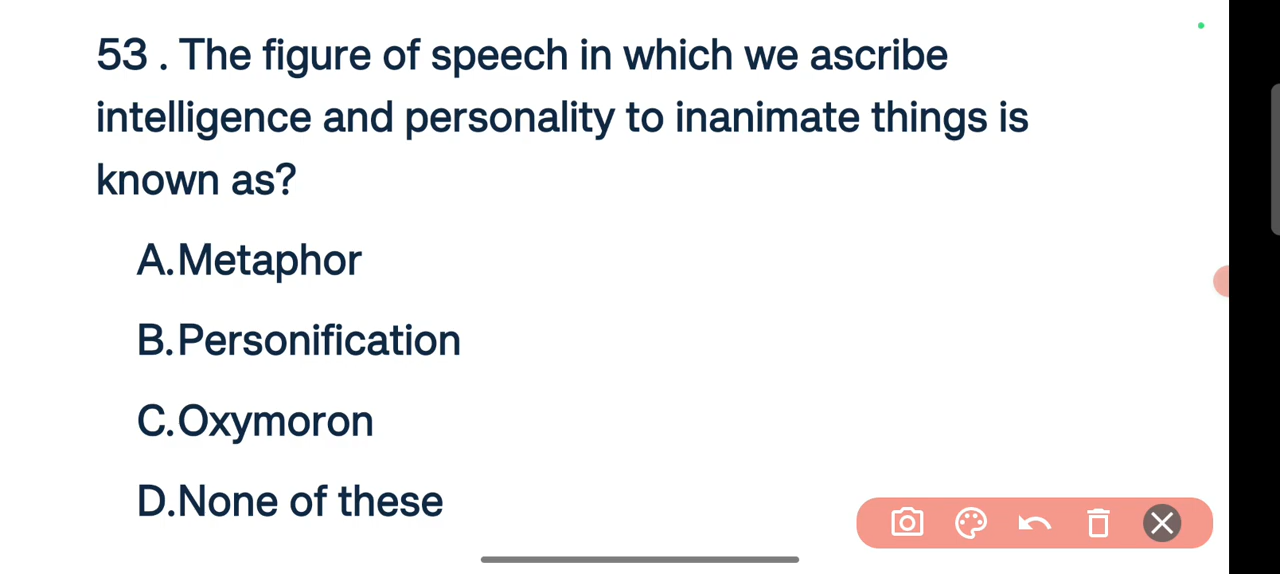 53 . The figure of speech in which we ascribe
intelligence and personality to inanimate things is
known as?
A.Metaphor
B.Personification
C.Oxymoron
D.None of these